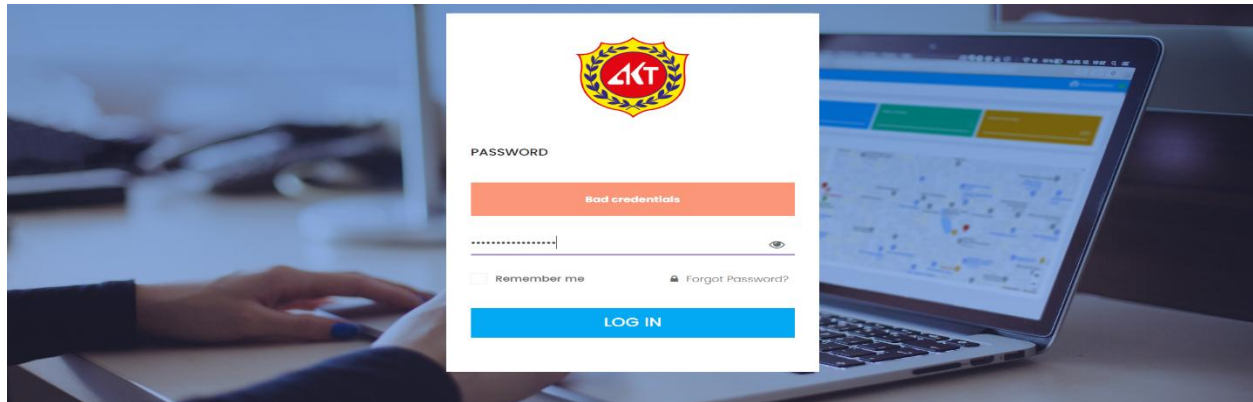 AKT
PASSWORD
Bad credentials
Remember me
Forgot Password?
LOG IN